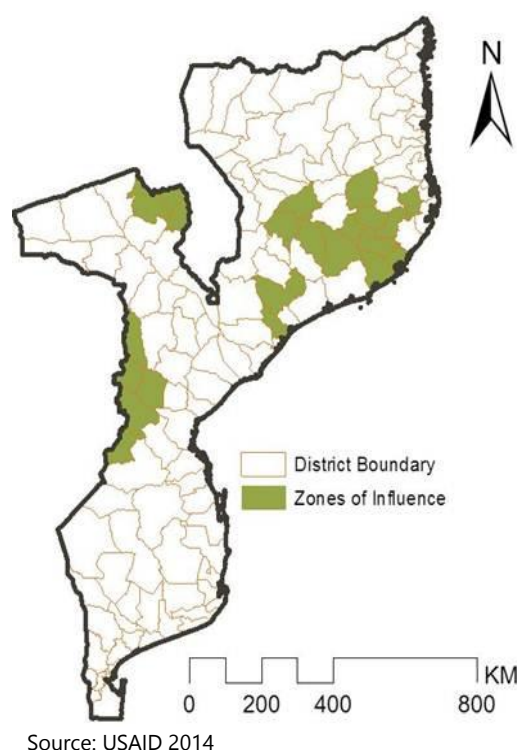 N
District Boundary
Zones of Influence
KM
0 200 400 800
Source: USAID 2014